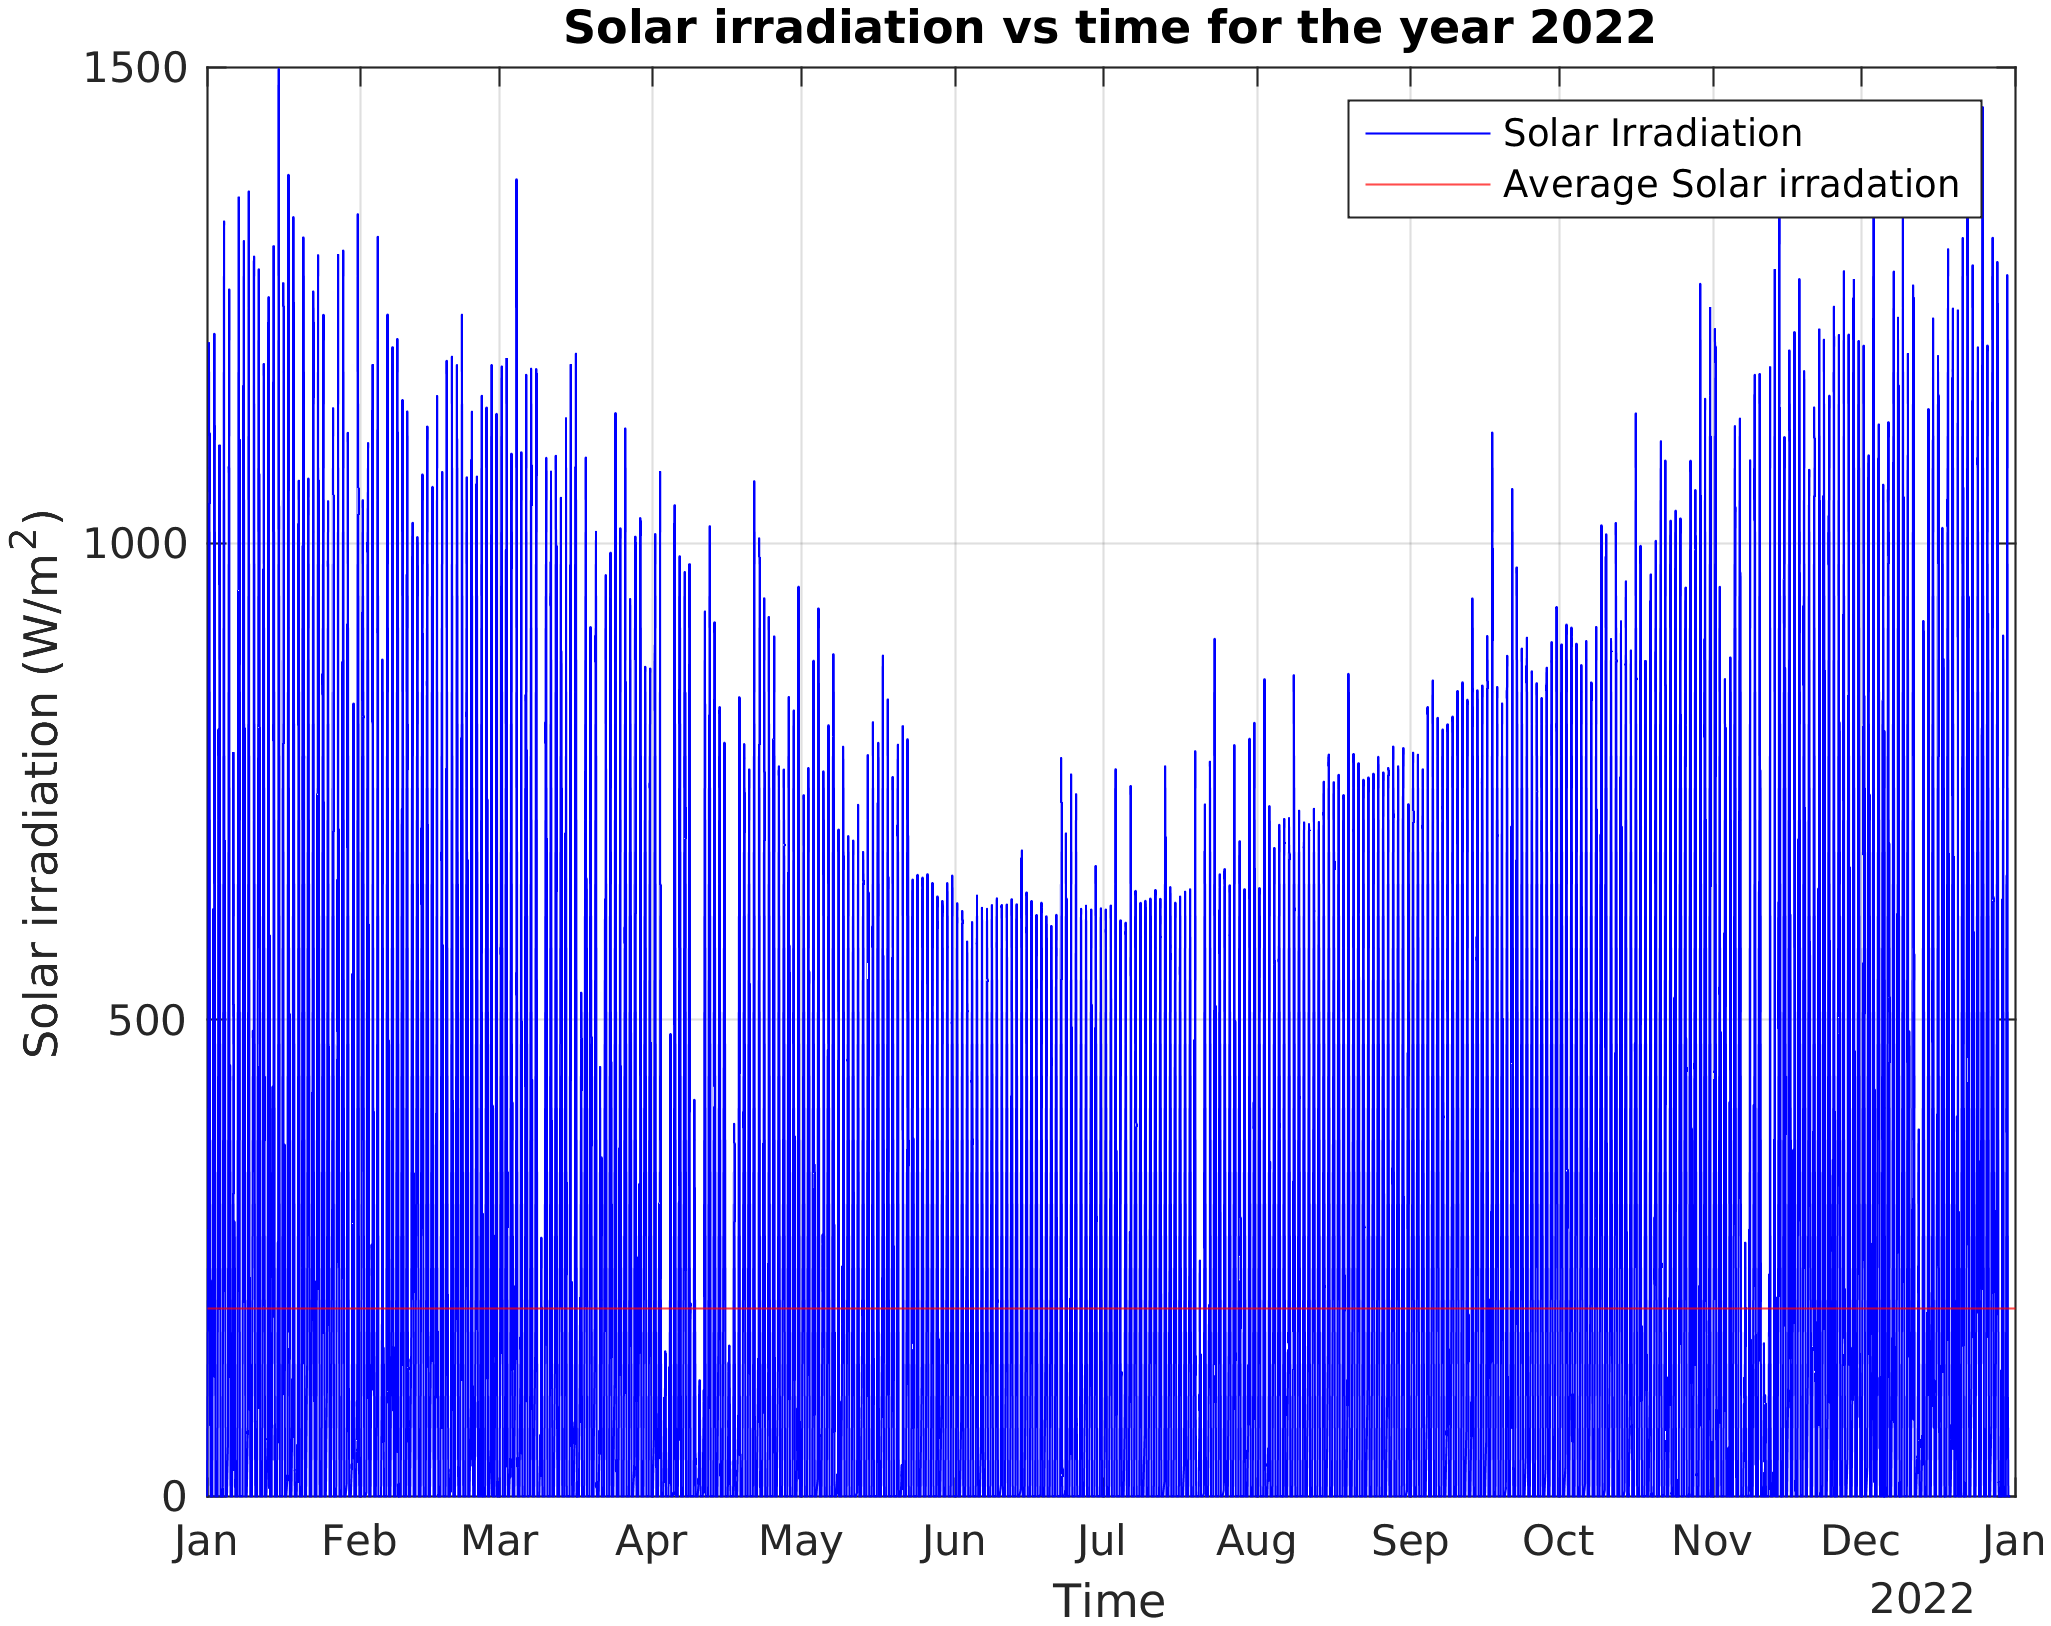 Solar irradiation vs time for the year 2022
1500
1000
500
0
Solar irradiation (W/m²)
Solar Irradiation
Average Solar irradation
Jan Feb Mar Apr May Jun Jul Aug Sep Oct Nov Dec Jan
Time
2022